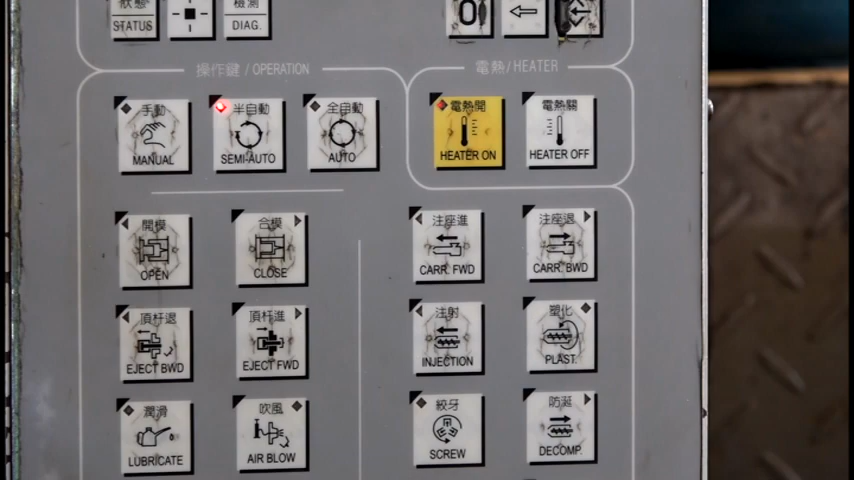 狀態
STATUS
檢測
DIAG.
0
操作鍵 / OPERATION
電熱/HEATER
手動
MANUAL
半自動
SEMI-AUTO
全自動
AUTO
電熱開
HEATER ON
電熱關
HEATER OFF
開模
OPEN
合模
CLOSE
注座進
CARR. FWD
注座退
CARR. BWD
頂杆退
EJECT BWD
頂杆進
EJECT FWD
注射
INJECTION
塑化
PLAST.
潤滑
LUBRICATE
吹風
AIR BLOW
絞牙
SCREW
防涎
DECOMP.